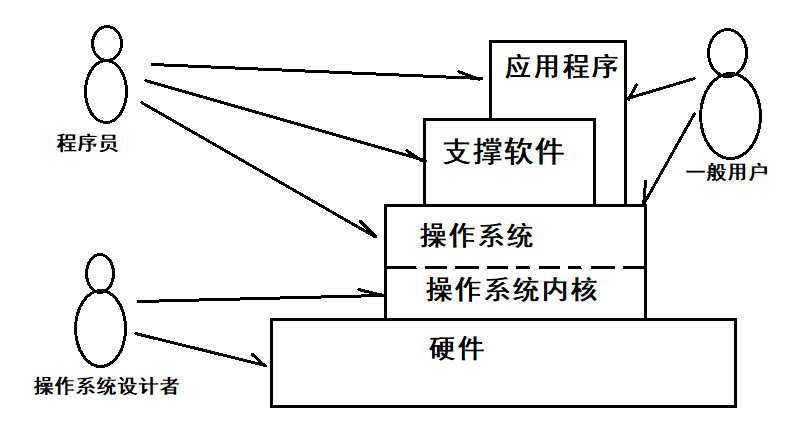 应用程序
程序员
支撑软件
一般用户
操作系统
操作系统内核
硬件
操作系统设计者